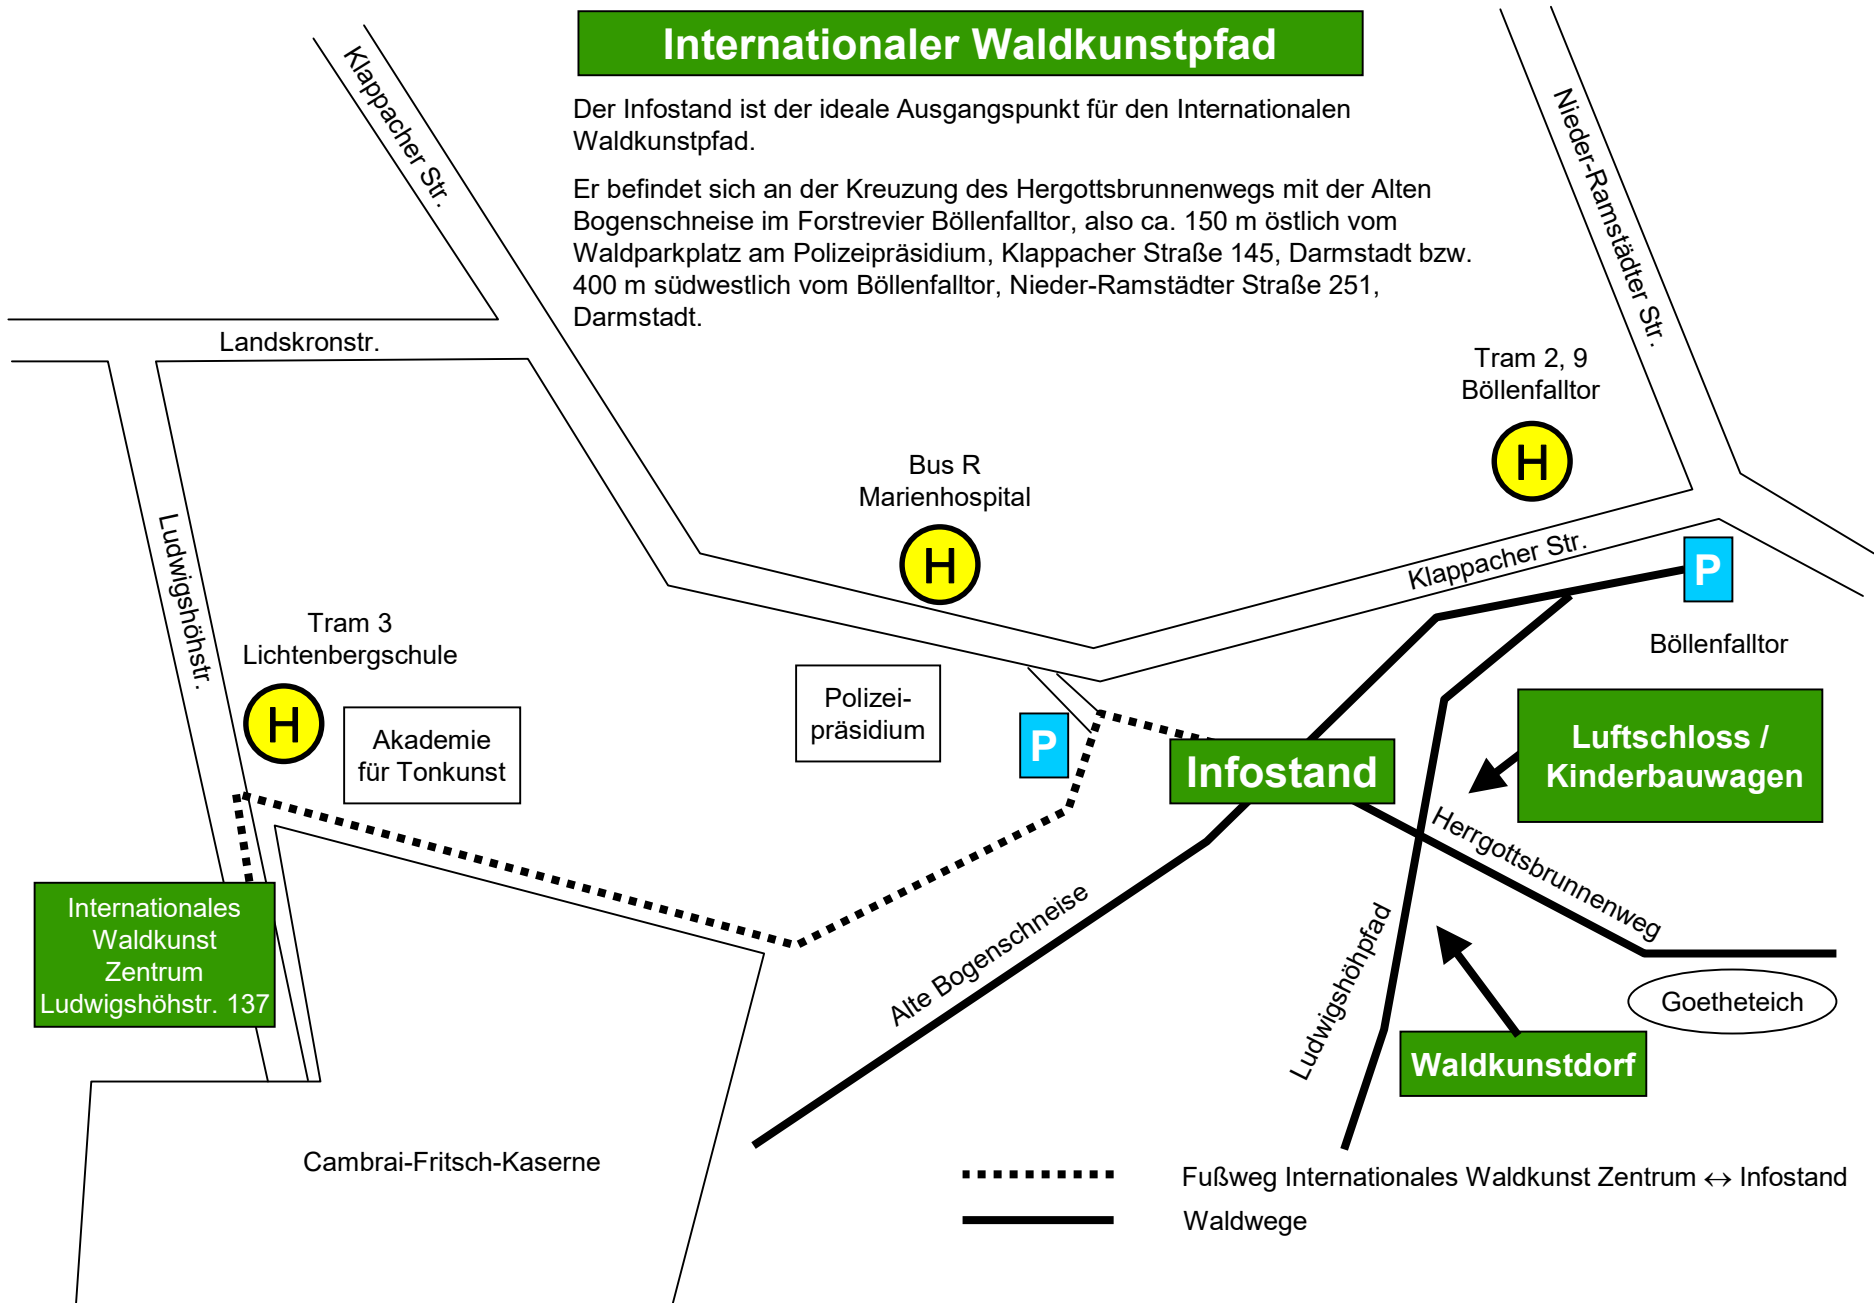 Internationaler Waldkunstpfad
Der Infostand ist der ideale Ausgangspunkt für den Internationalen
Waldkunstpfad.
Er befindet sich an der Kreuzung des Hergottsbrunnenwegs mit der Alten
Bogenschneise im Forstrevier Böllenfalltor, also ca. 150 m östlich vom
Waldparkplatz am Polizeipräsidium, Klappacher Straße 145, Darmstadt bzw.
400 m südwestlich vom Böllenfalltor, Nieder-Ramstädter Straße 251,
Darmstadt.
Klappacher Str.
Nieder-Ramstädter Str.
Landskronstr.
Tram 2, 9
Böllenfalltor
H
Bus R
Marienhospital
H
Klappacher Str.
P
Böllenfalltor
Ludwigshöhstr.
Tram 3
Lichtenbergschule
H
Akademie
für Tonkunst
Polizei-
präsidium
P
Infostand
Luftschloss /
Kinderbauwagen
Herrgottsbrunnenweg
Internationales
Waldkunst
Zentrum
Ludwigshöhstr. 137
Alte Bogenschneise
Ludwigshöhpfad
Goetheteich
Waldkunstdorf
Cambrai-Fritsch-Kaserne
Fußweg Internationales Waldkunst Zentrum ↔ Infostand
Waldwege